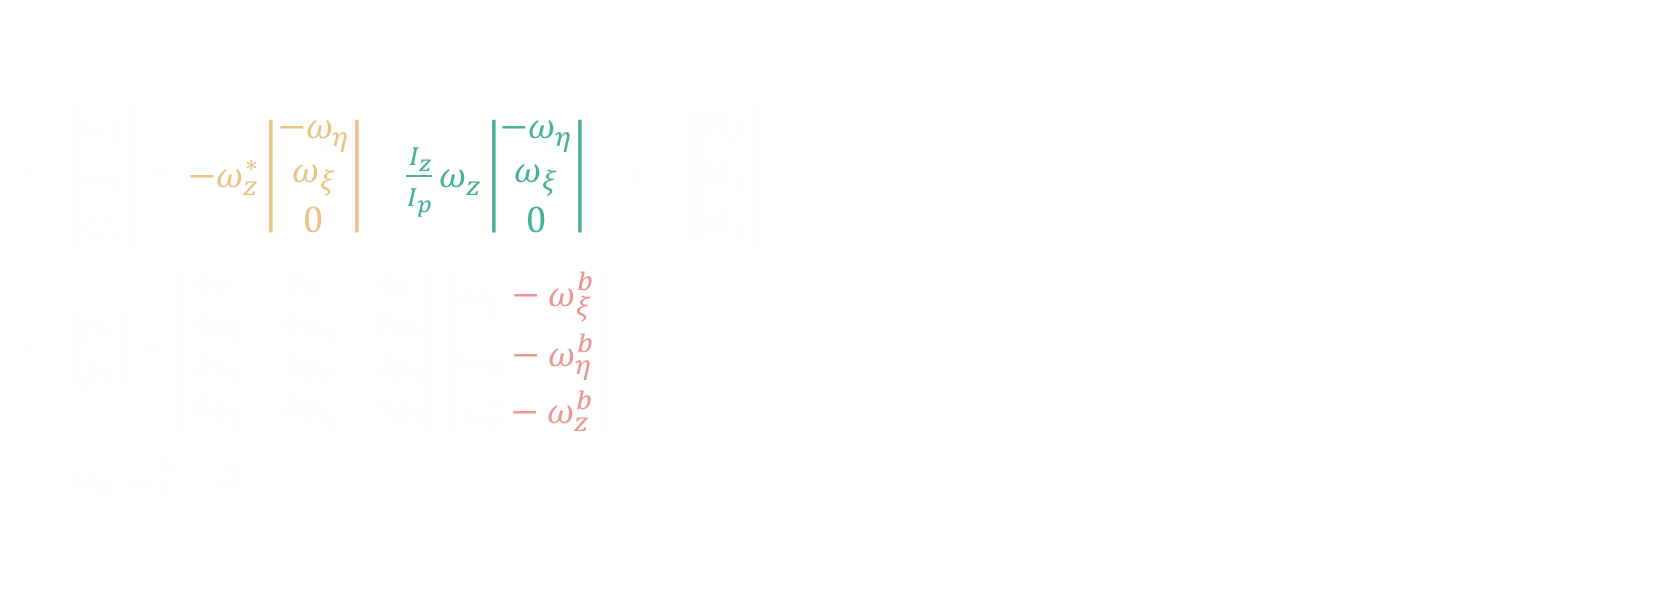 −ω_z^* |−ω_η ω_ξ 0| I_z/I_p ω_z |−ω_η ω_ξ 0|
− ω_ξ^b
− ω_η^b
− ω_z^b